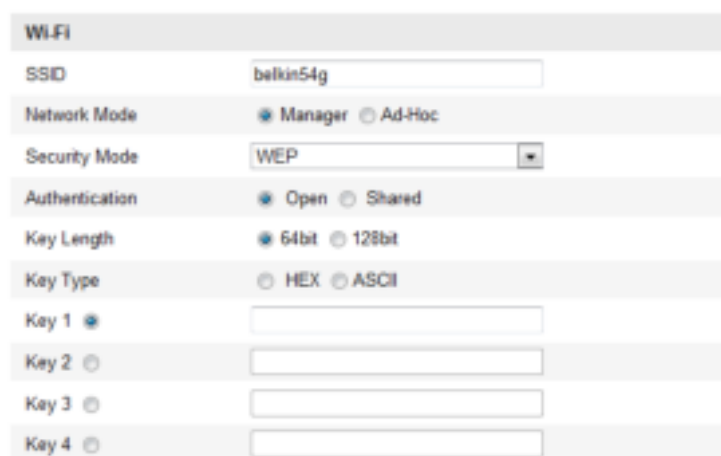 Wi-Fi
SSID belkin54g
Network Mode Manager Ad-Hoc
Security Mode WEP
Authentication Open Shared
Key Length 64bit 128bit
Key Type HEX ASCII
Key 1
Key 2
Key 3
Key 4